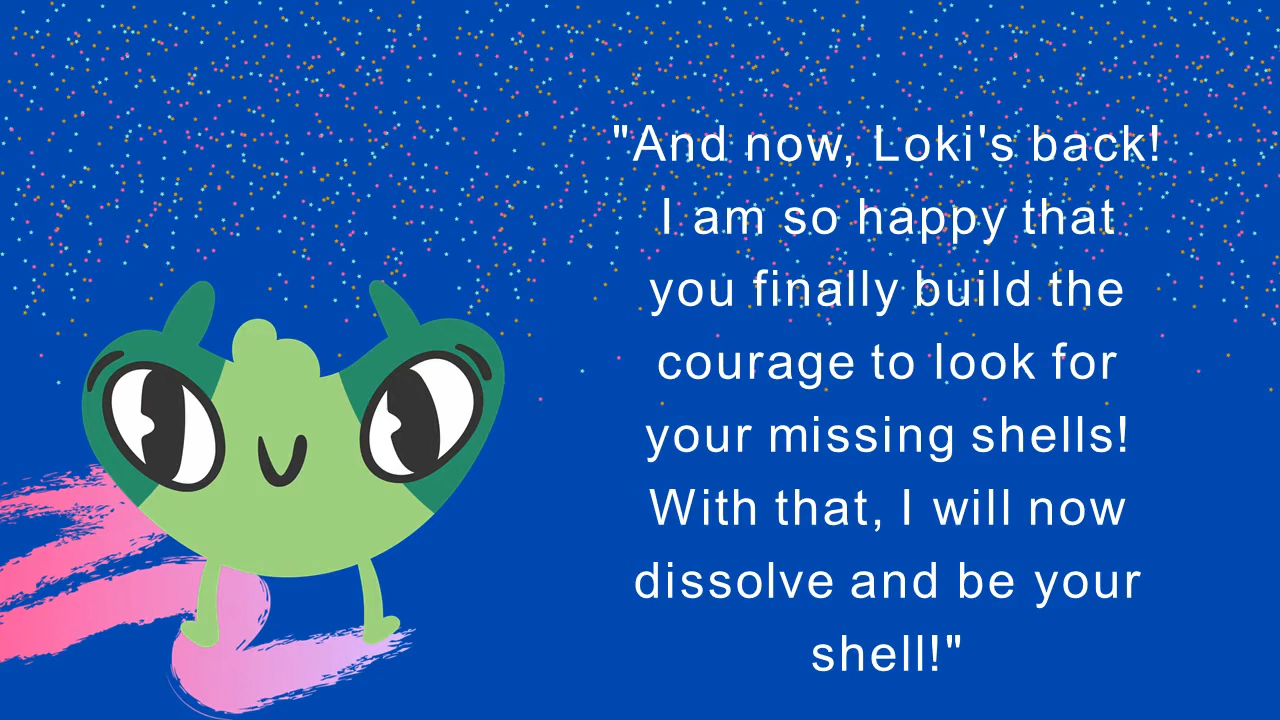 "And now, Loki's back!
I am so happy that
you finally build the
courage to look for
your missing shells!
With that, I will now
dissolve and be your
shell!"